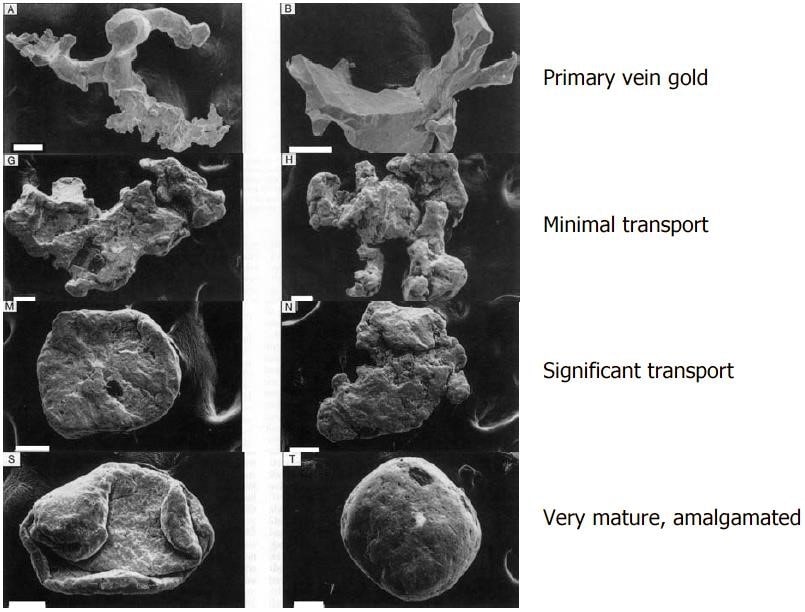 A
B
Primary vein gold
G
H
Minimal transport
M
N
Significant transport
S
T
Very mature, amalgamated